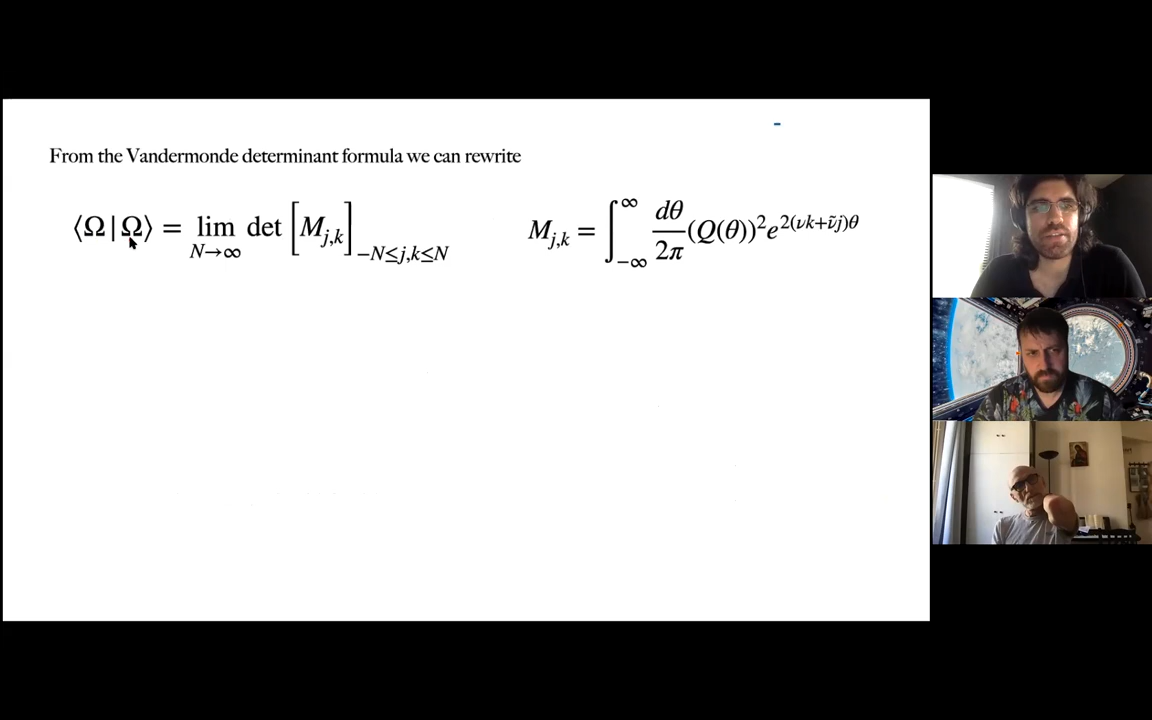 From the Vandermonde determinant formula we can rewrite
⟨Ω|Ω⟩ = lim_{N→∞} det [M_{j,k}]_{−N≤j,k≤N}
M_{j,k} = ∫_{−∞}^{∞} dθ/2π (Q(θ))² e^{2(νk+ν̃j)θ}